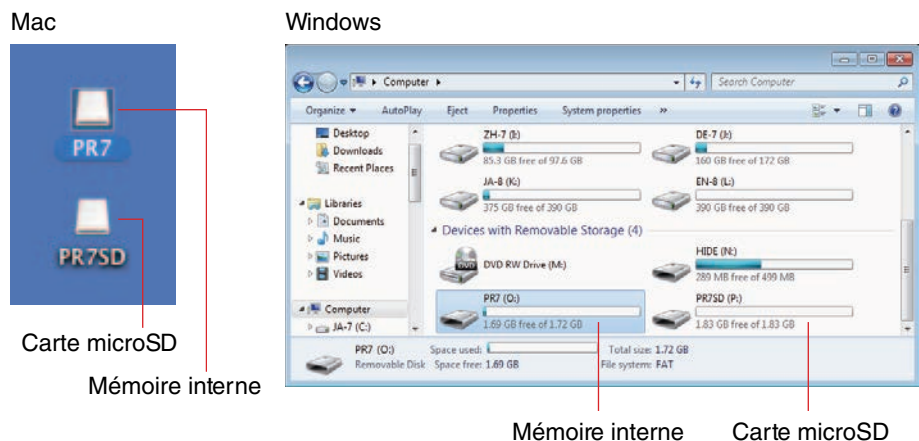 Mac
PR7
PR7SD
Carte microSD
Mémoire interne
Windows
Computer
Search Computer
Organize AutoPlay Eject Properties System properties »
Desktop
Downloads
Recent Places
Libraries
Documents
Music
Pictures
Videos
Computer
JA-7 (C:)
ZH-7 (I:)
85.3 GB free of 97.6 GB
DE-7 (J:)
160 GB free of 172 GB
JA-8 (K:)
375 GB free of 390 GB
EN-8 (L:)
390 GB free of 390 GB
Devices with Removable Storage (4)
DVD RW Drive (M:)
DVD
HIDE (N:)
289 MB free of 499 MB
PR7 (O:)
1.69 GB free of 1.72 GB
PR7SD (P:)
1.83 GB free of 1.83 GB
PR7 (O:) Space used: Total size: 1.72 GB
Removable Disk Space free: 1.69 GB File system: FAT
Mémoire interne Carte microSD